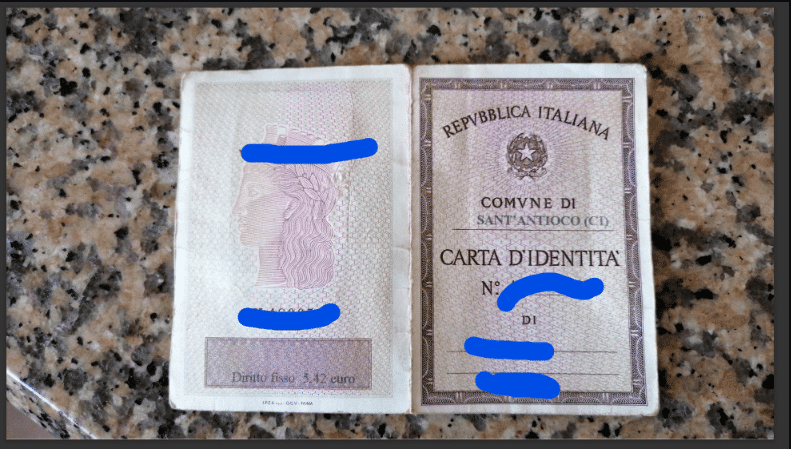 Diritto fisso 5,42 euro
REPVBBLICA ITALIANA
COMVNE DI
SANT'ANTIOCO (CI)
CARTA D'IDENTITA'
N°
DI